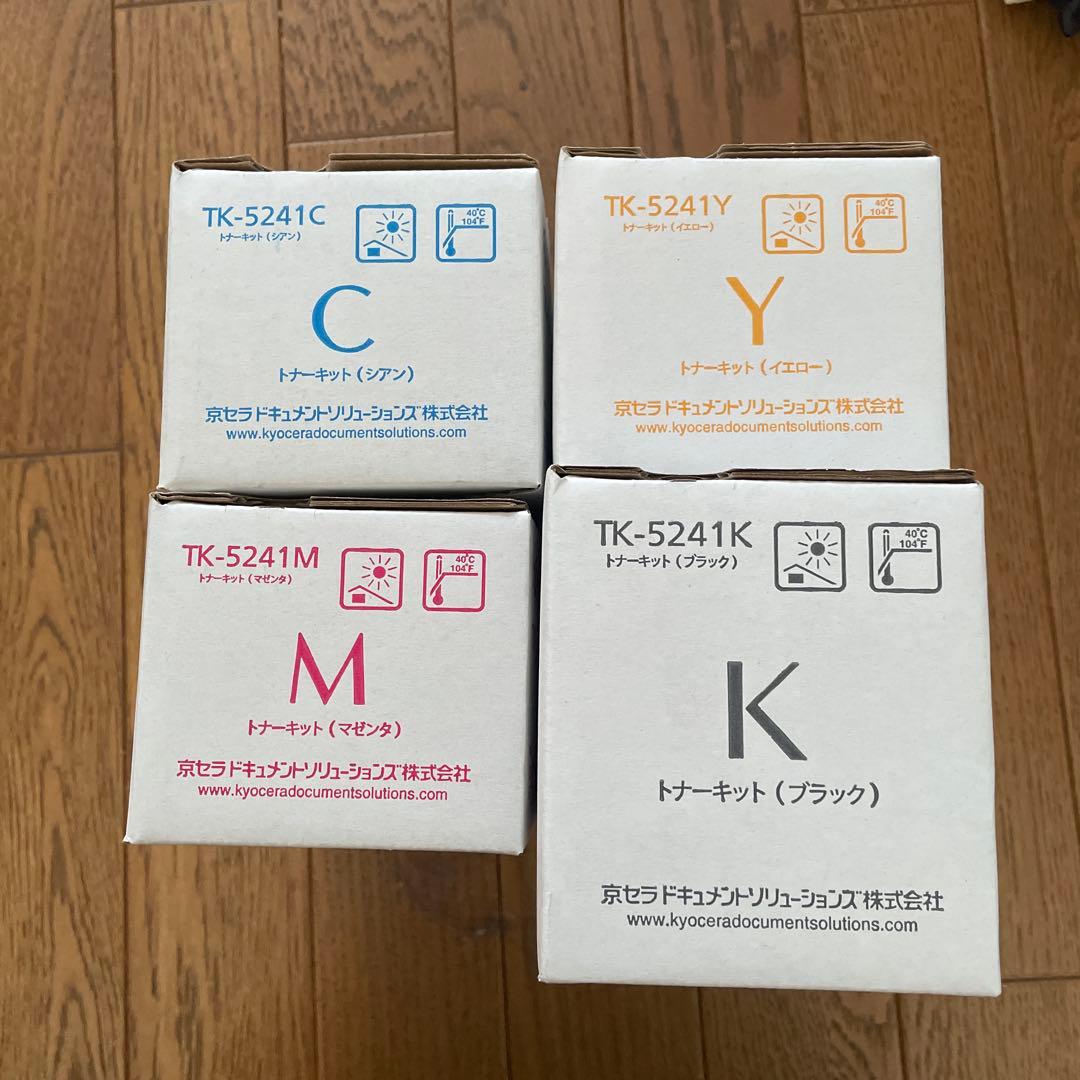 TK-5241C
トナーキット(シアン)
40°C
104°F
C
トナーキット(シアン)
京セラドキュメントソリューションズ株式会社
www.kyoceradocumentsolutions.com
TK-5241Y
トナーキット(イエロー)
40°C
104°F
Y
トナーキット(イエロー)
京セラドキュメントソリューションズ株式会社
www.kyoceradocumentsolutions.com
TK-5241M
トナーキット(マゼンタ)
40°C
104°F
M
トナーキット(マゼンタ)
京セラドキュメントソリューションズ株式会社
www.kyoceradocumentsolutions.com
TK-5241K
トナーキット(ブラック)
40°C
104°F
K
トナーキット(ブラック)
京セラドキュメントソリューションズ株式会社
www.kyoceradocumentsolutions.com